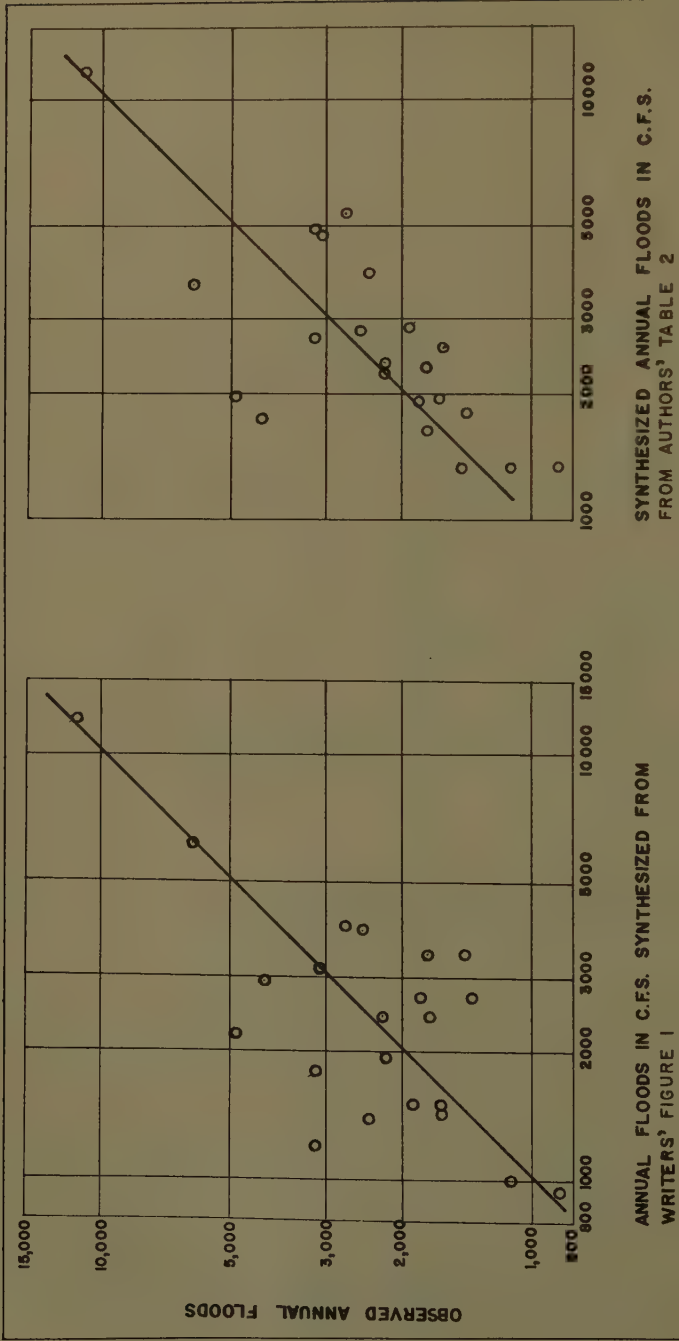 OBSERVED ANNUAL FLOODS
15,000
10,000
5,000
3,000
2,000
1,000
800 1000 2000 3000 5000 10000 15000
ANNUAL FLOODS IN C.F.S. SYNTHESIZED FROM
WRITERS' FIGURE 1
1000 2000 3000 5000 10000
SYNTHESIZED ANNUAL FLOODS IN C.F.S.
FROM AUTHORS' TABLE 2